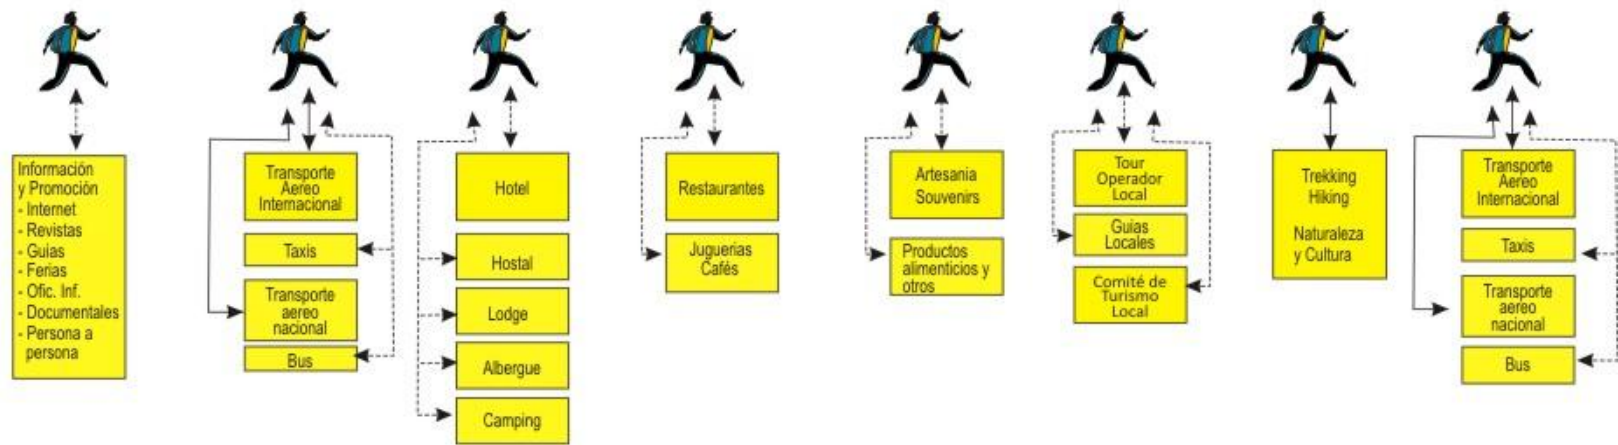 Información
y Promoción
- Internet
- Revistas
- Guias
- Ferias
- Ofic. Inf.
- Documentales
- Persona a
persona
Transporte
Aereo
Internacional
Taxis
Transporte
aereo
nacional
Bus
Hotel
Hostal
Lodge
Albergue
Camping
Restaurantes
Juguerias
Cafés
Artesania
Souvenirs
Productos
alimenticios y
otros
Tour
Operador
Local
Guias
Locales
Comité de
Turismo
Local
Trekking
Hiking
Naturaleza
y Cultura
Transporte
Aereo
Internacional
Taxis
Transporte
aereo
nacional
Bus